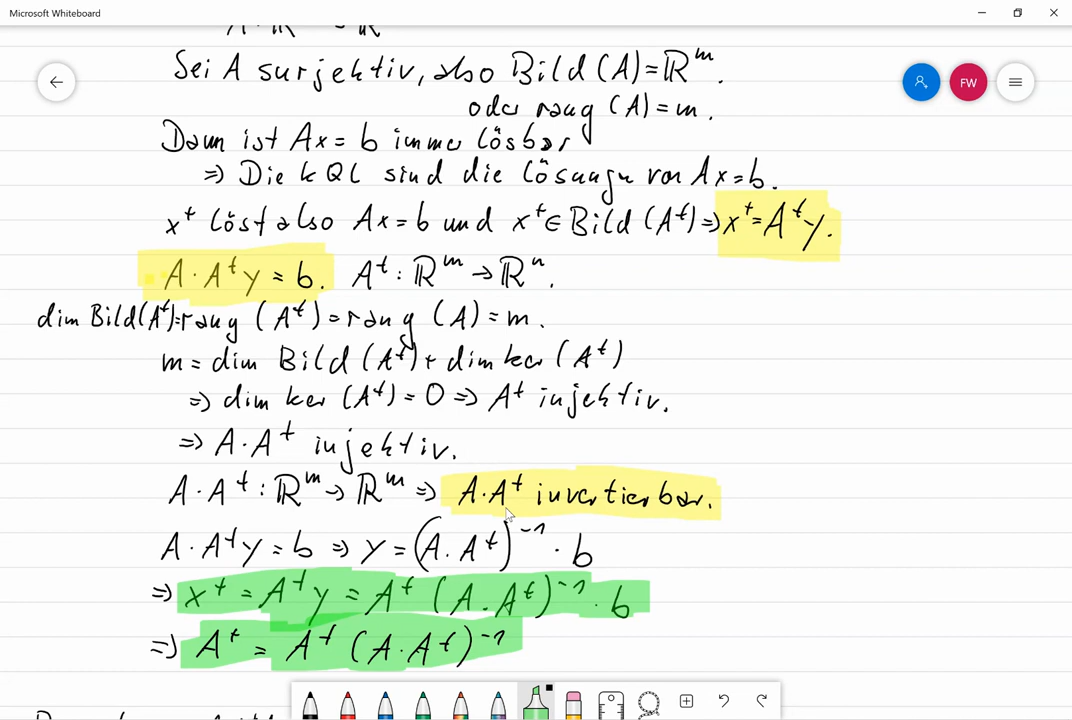 Microsoft Whiteboard
Sei A surjektiv, also Bild(A)=ℝᵐ.
oder rang(A)=m.
Dann ist Ax=b immer lösbar
⇒ Die kQL sind die Lösungen von Ax=b.
x⁺ löst also Ax=b und x⁺∈Bild(Aᵗ)⇒x⁺=Aᵗy.
A·Aᵗy=b. Aᵗ:ℝᵐ→ℝⁿ.
dim Bild(Aᵗ)=rang(Aᵗ)=rang(A)=m.
m=dim Bild(Aᵗ)+dim ker(Aᵗ)
⇒ dim ker(Aᵗ)=0 ⇒ Aᵗ injektiv.
⇒ A·Aᵗ injektiv.
A·Aᵗ:ℝᵐ→ℝᵐ ⇒ A·Aᵗ invertierbar.
A·Aᵗy=b ⇒ y=(A·Aᵗ)⁻¹·b
⇒ x⁺=Aᵗy=Aᵗ(A·Aᵗ)⁻¹·b
⇒ A⁺=Aᵗ(A·Aᵗ)⁻¹
FW